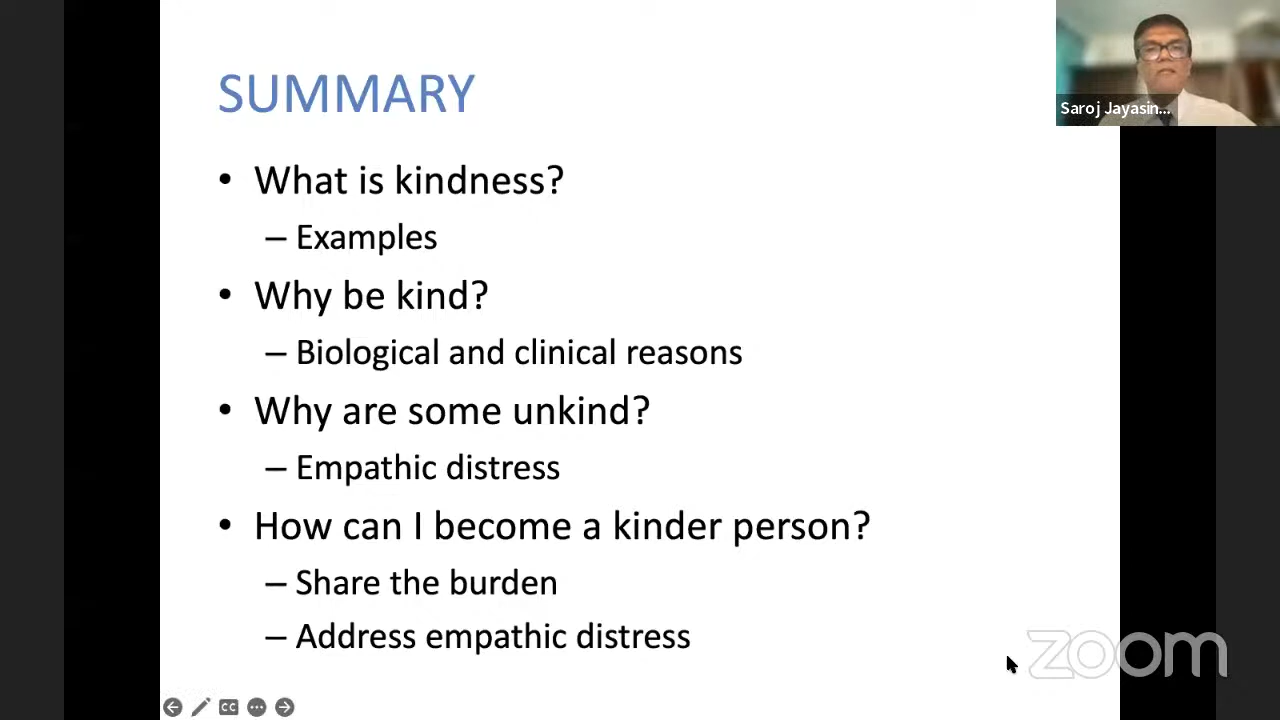 SUMMARY
• What is kindness?
– Examples
• Why be kind?
– Biological and clinical reasons
• Why are some unkind?
– Empathic distress
• How can I become a kinder person?
– Share the burden
– Address empathic distress
Saroj Jayasin...
CC
zoom